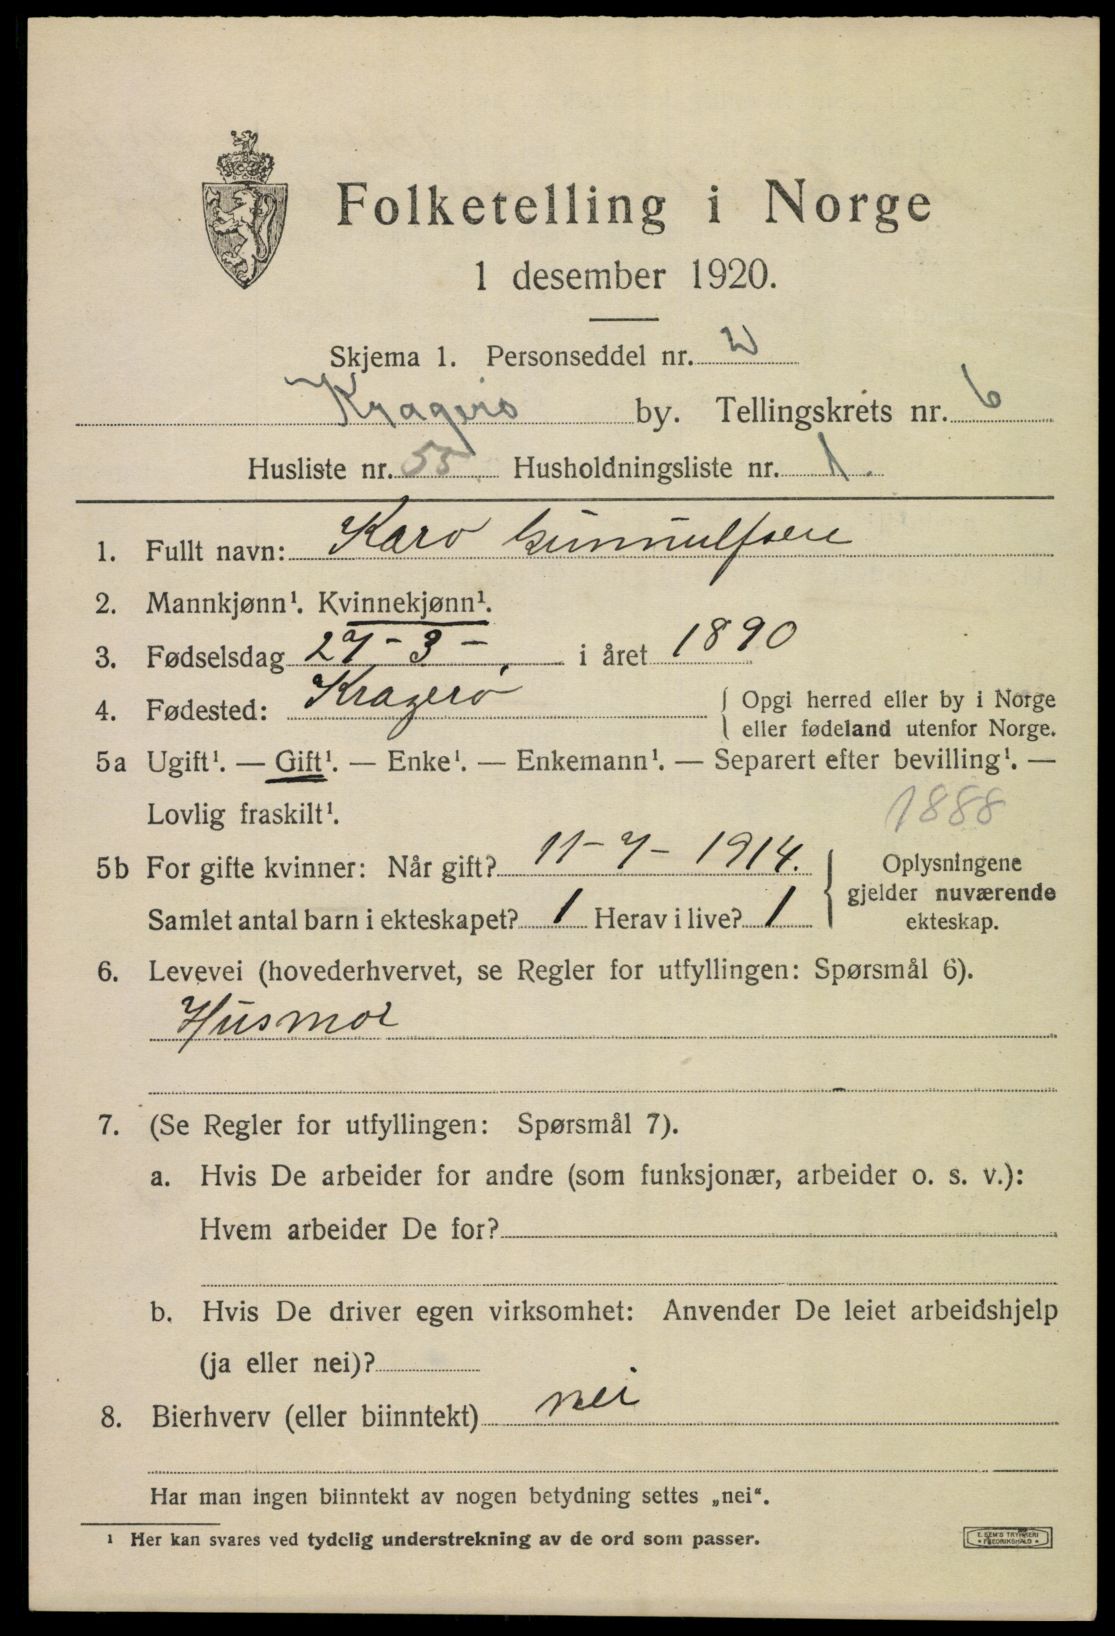 Folketelling i Norge
1 desember 1920.
Skjema 1. Personseddel nr. 2
Kragerø by. Tellingskrets nr. 6
Husliste nr. 55 Husholdningsliste nr. 1.
1. Fullt navn: Karo Gunnulfsen
2. Mannkjønn¹. Kvinnekjønn¹.
3. Fødselsdag 27-3-, i året 1890
4. Fødested: Kragerø { Opgi herred eller by i Norge
eller fødeland utenfor Norge.
5a Ugift¹. — Gift¹. — Enke¹. — Enkemann¹. — Separert efter bevilling¹. —
Lovlig fraskilt¹. 1888
5b For gifte kvinner: Når gift? 11-7-1914. { Oplysningene
gjelder nuværende
Samlet antal barn i ekteskapet? 1 Herav i live? 1 ekteskap.
6. Levevei (hovederhvervet, se Regler for utfyllingen: Spørsmål 6).
Husmor
7. (Se Regler for utfyllingen: Spørsmål 7).
a. Hvis De arbeider for andre (som funksjonær, arbeider o. s. v.):
Hvem arbeider De for?
b. Hvis De driver egen virksomhet: Anvender De leiet arbeidshjelp
(ja eller nei)?
8. Bierhverv (eller biinntekt) nei
Har man ingen biinntekt av nogen betydning settes „nei“.
¹ Her kan svares ved tydelig understrekning av de ord som passer.
E. SEM'S TRYKKERI
* FREDRIKSHALD *